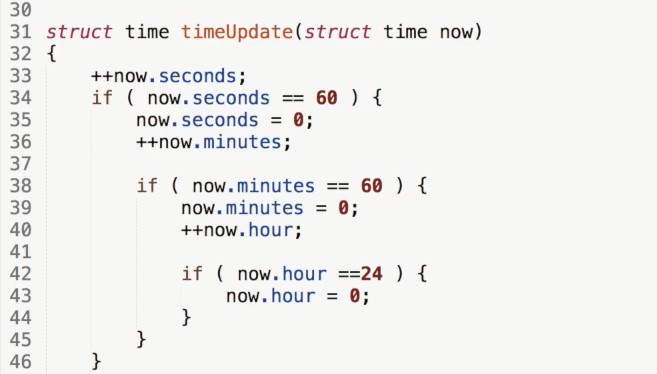 30
31 struct time timeUpdate(struct time now)
32 {
33     ++now.seconds;
34     if ( now.seconds == 60 ) {
35         now.seconds = 0;
36         ++now.minutes;
37
38         if ( now.minutes == 60 ) {
39             now.minutes = 0;
40             ++now.hour;
41
42             if ( now.hour ==24 ) {
43                 now.hour = 0;
44             }
45         }
46     }